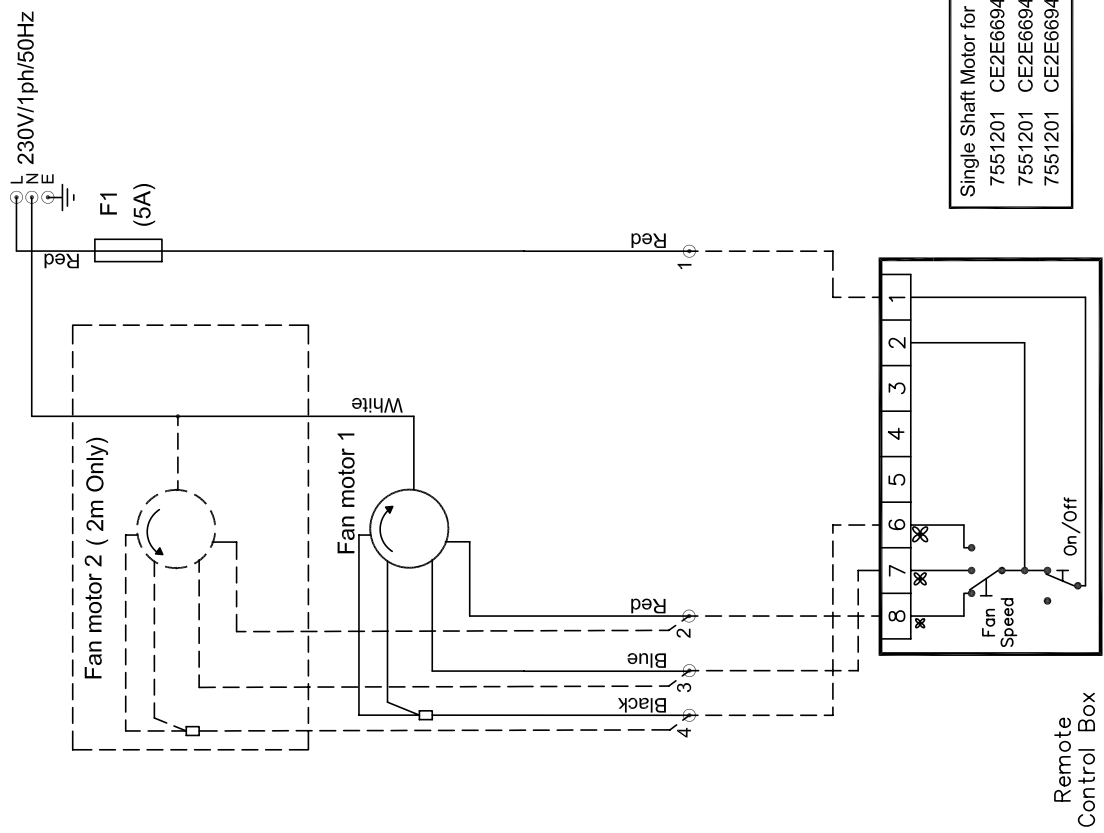 230V/1ph/50Hz
L
N
E
F1
(5A)
Red
Red
1
White
Fan motor 2 ( 2m Only)
Fan motor 1
Red
2
Blue
3
Black
4
1
2
3
4
5
6
7
8
Fan
Speed
On/Off
Remote
Control Box
Single Shaft Motor for
7551201 CE2E6694
7551201 CE2E6694
7551201 CE2E6694